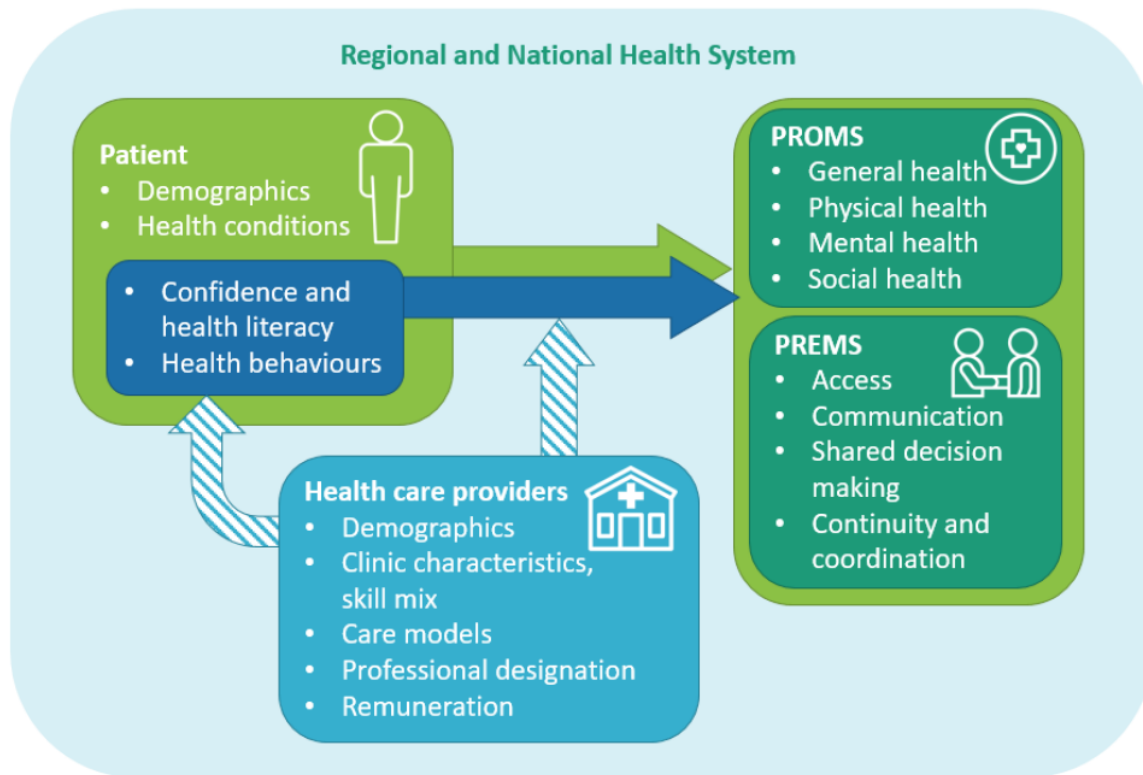 Regional and National Health System
Patient
• Demographics
• Health conditions
• Confidence and
health literacy
• Health behaviours
Health care providers
• Demographics
• Clinic characteristics,
skill mix
• Care models
• Professional designation
• Remuneration
PROMS
• General health
• Physical health
• Mental health
• Social health
PREMS
• Access
• Communication
• Shared decision
making
• Continuity and
coordination